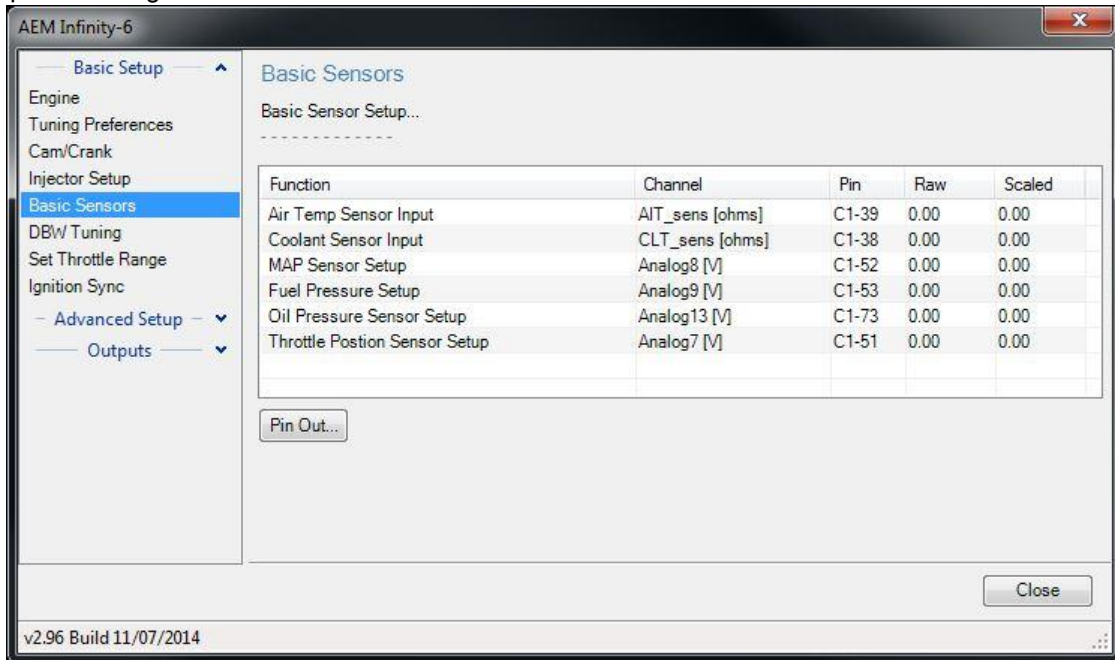 AEM Infinity-6
Basic Setup
Engine
Tuning Preferences
Cam/Crank
Injector Setup
Basic Sensors
DBW Tuning
Set Throttle Range
Ignition Sync
Advanced Setup
Outputs
Basic Sensors
Basic Sensor Setup...
-------------
Function Channel Pin Raw Scaled
Air Temp Sensor Input AIT_sens [ohms] C1-39 0.00 0.00
Coolant Sensor Input CLT_sens [ohms] C1-38 0.00 0.00
MAP Sensor Setup Analog8 [V] C1-52 0.00 0.00
Fuel Pressure Setup Analog9 [V] C1-53 0.00 0.00
Oil Pressure Sensor Setup Analog13 [V] C1-73 0.00 0.00
Throttle Postion Sensor Setup Analog7 [V] C1-51 0.00 0.00
Pin Out...
Close
v2.96 Build 11/07/2014